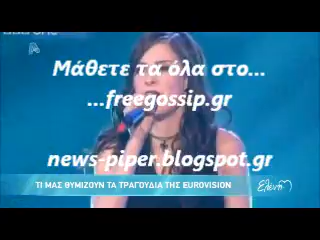 Μάθετε τα όλα στο...
...freegossip.gr
news-piper.blogspot.gr
ΤΙ ΜΑΣ ΘΥΜΙΖΟΥΝ ΤΑ ΤΡΑΓΟΥΔΙΑ ΤΗΣ EUROVISION
Ελένη